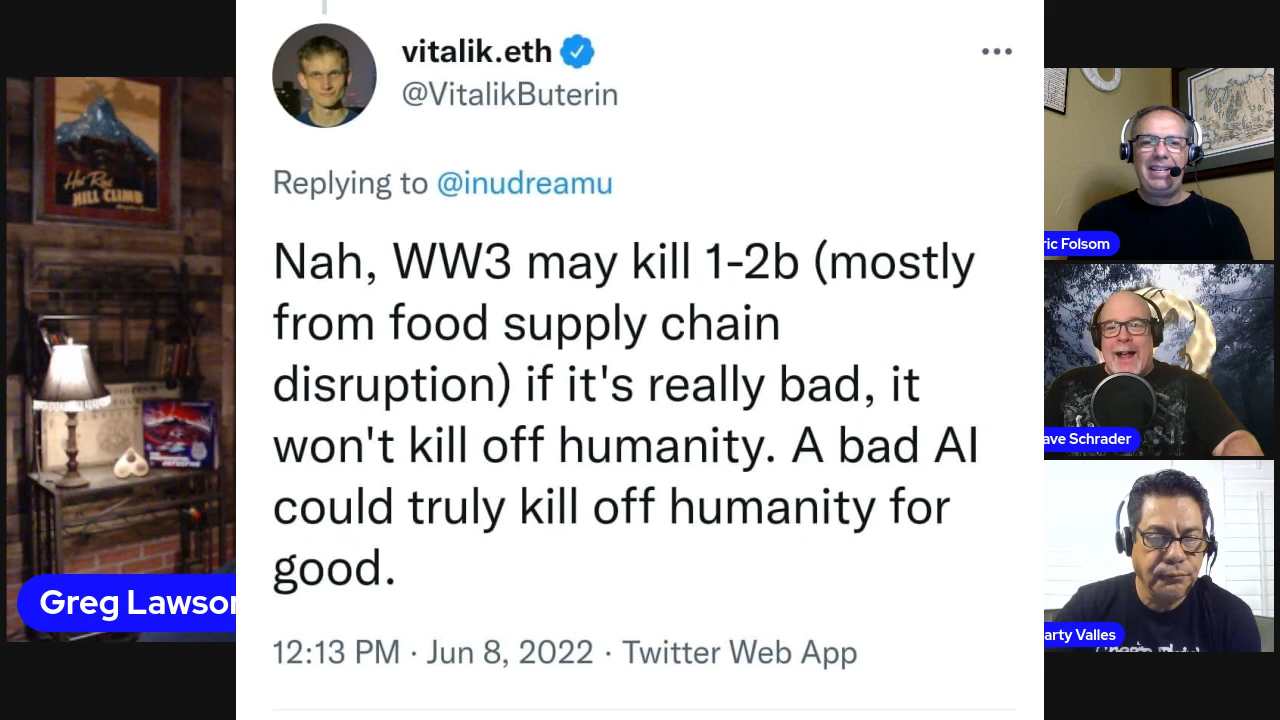 vitalik.eth
@VitalikButerin
Replying to @inudreamu
Nah, WW3 may kill 1-2b (mostly
from food supply chain
disruption) if it's really bad, it
won't kill off humanity. A bad AI
could truly kill off humanity for
good.
12:13 PM · Jun 8, 2022 · Twitter Web App
HILL CLIMB
Greg Lawson
ric Folsom
ave Schrader
arty Valles